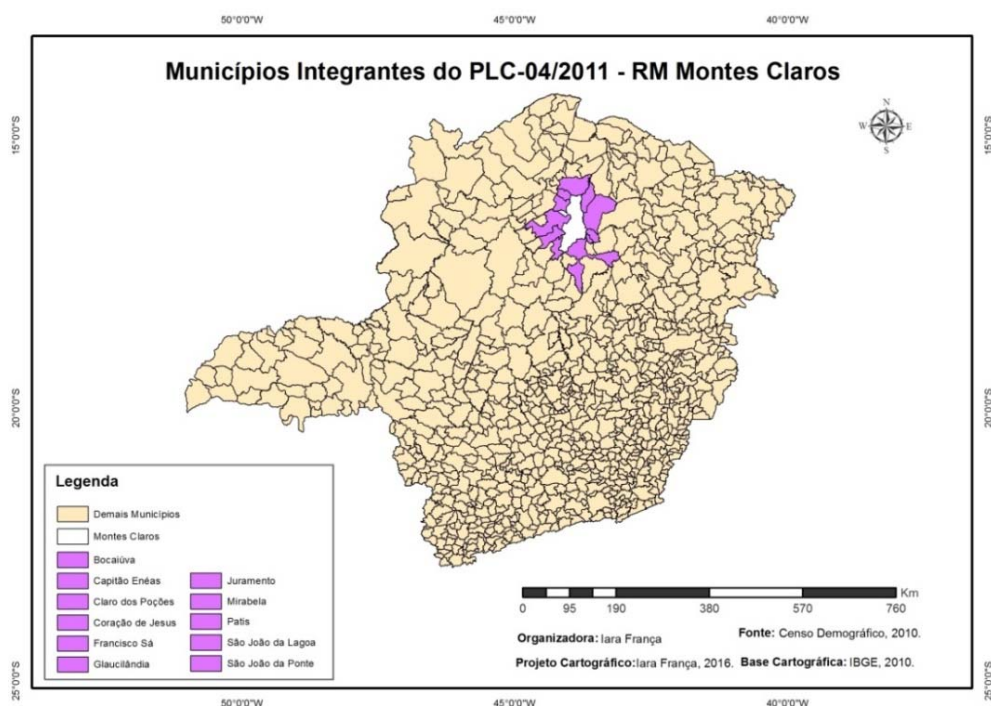 50°0'0"W 45°0'0"W 40°0'0"W
Municípios Integrantes do PLC-04/2011 - RM Montes Claros
N
W E
S
15°0'0"S 15°0'0"S
20°0'0"S 20°0'0"S
25°0'0"S 25°0'0"S
Legenda
Demais Municípios
Montes Claros
Bocaiúva
Capitão Enéas
Claro dos Poções
Coração de Jesus
Francisco Sá
Glaucilândia
Juramento
Mirabela
Patis
São João da Lagoa
São João da Ponte
Km
0 95 190 380 570 760
Organizadora: Iara França Fonte: Censo Demográfico, 2010.
Projeto Cartográfico:Iara França, 2016. Base Cartográfica: IBGE, 2010.
50°0'0"W 45°0'0"W 40°0'0"W